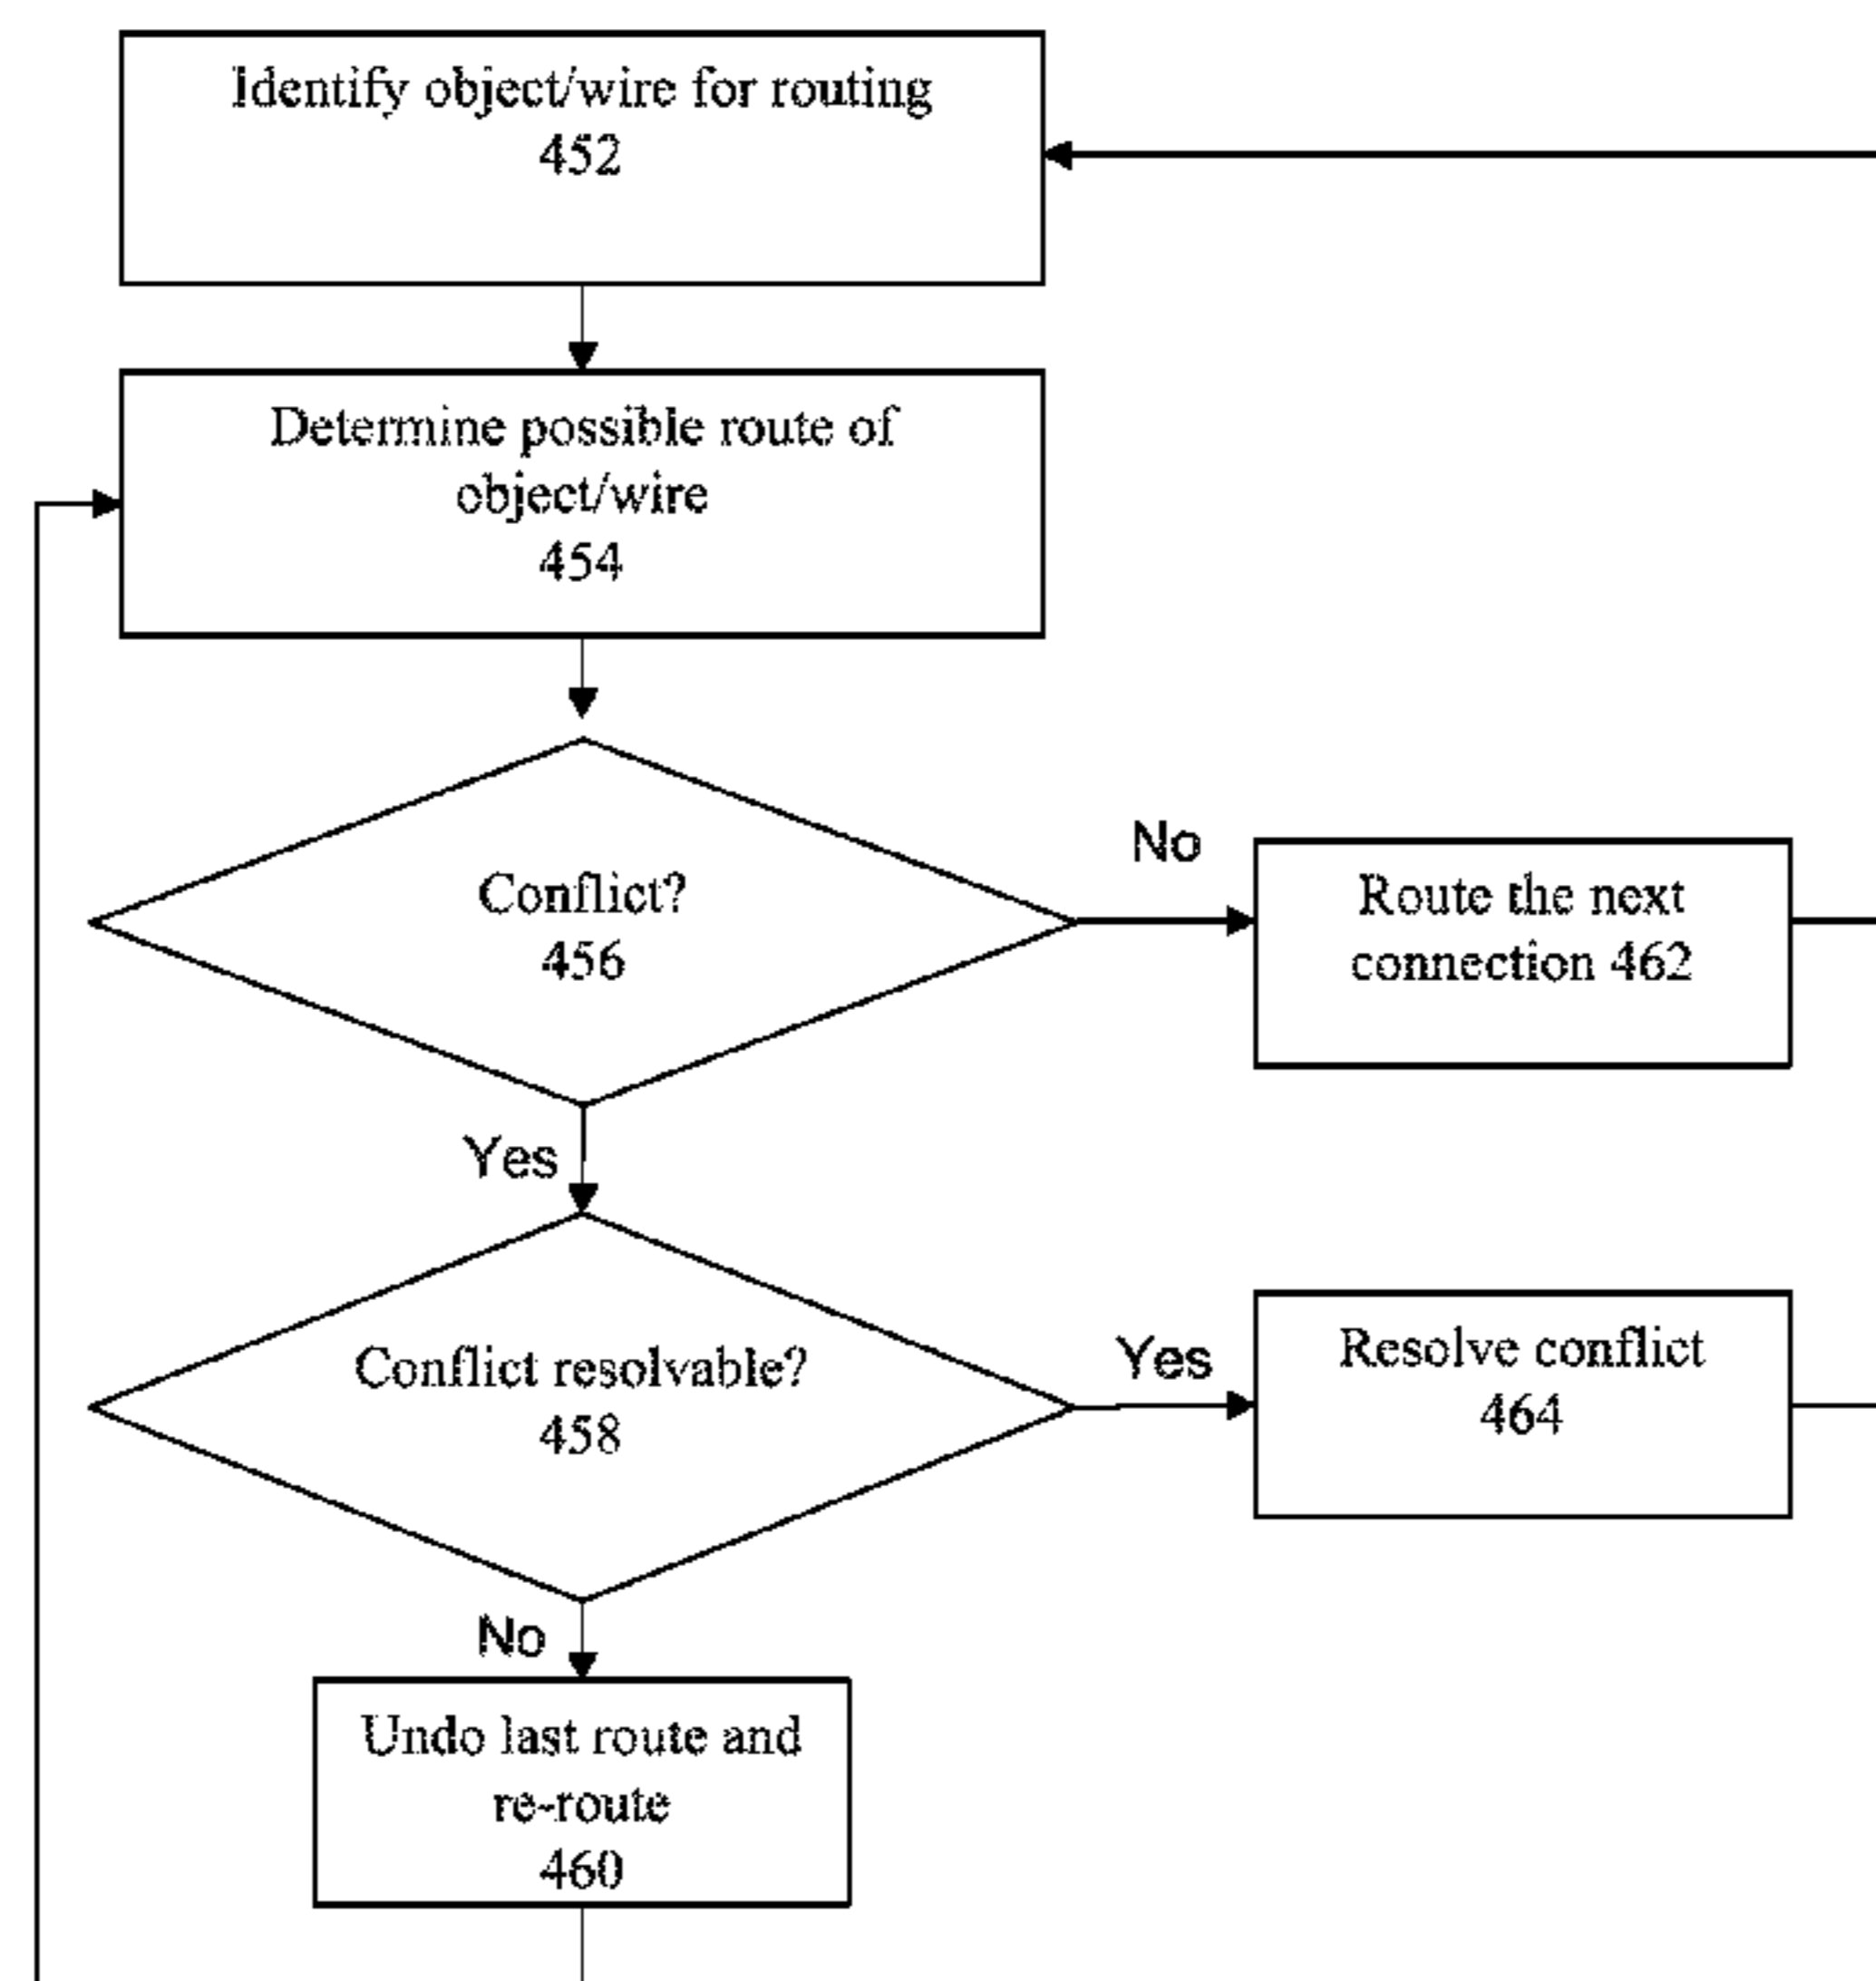 Identify object/wire for routing
452
Determine possible route of
object/wire
454
No
Conflict?
456
Route the next
connection 462
Yes
Conflict resolvable?
458
Yes
Resolve conflict
464
No
Undo last route and
re-route
460